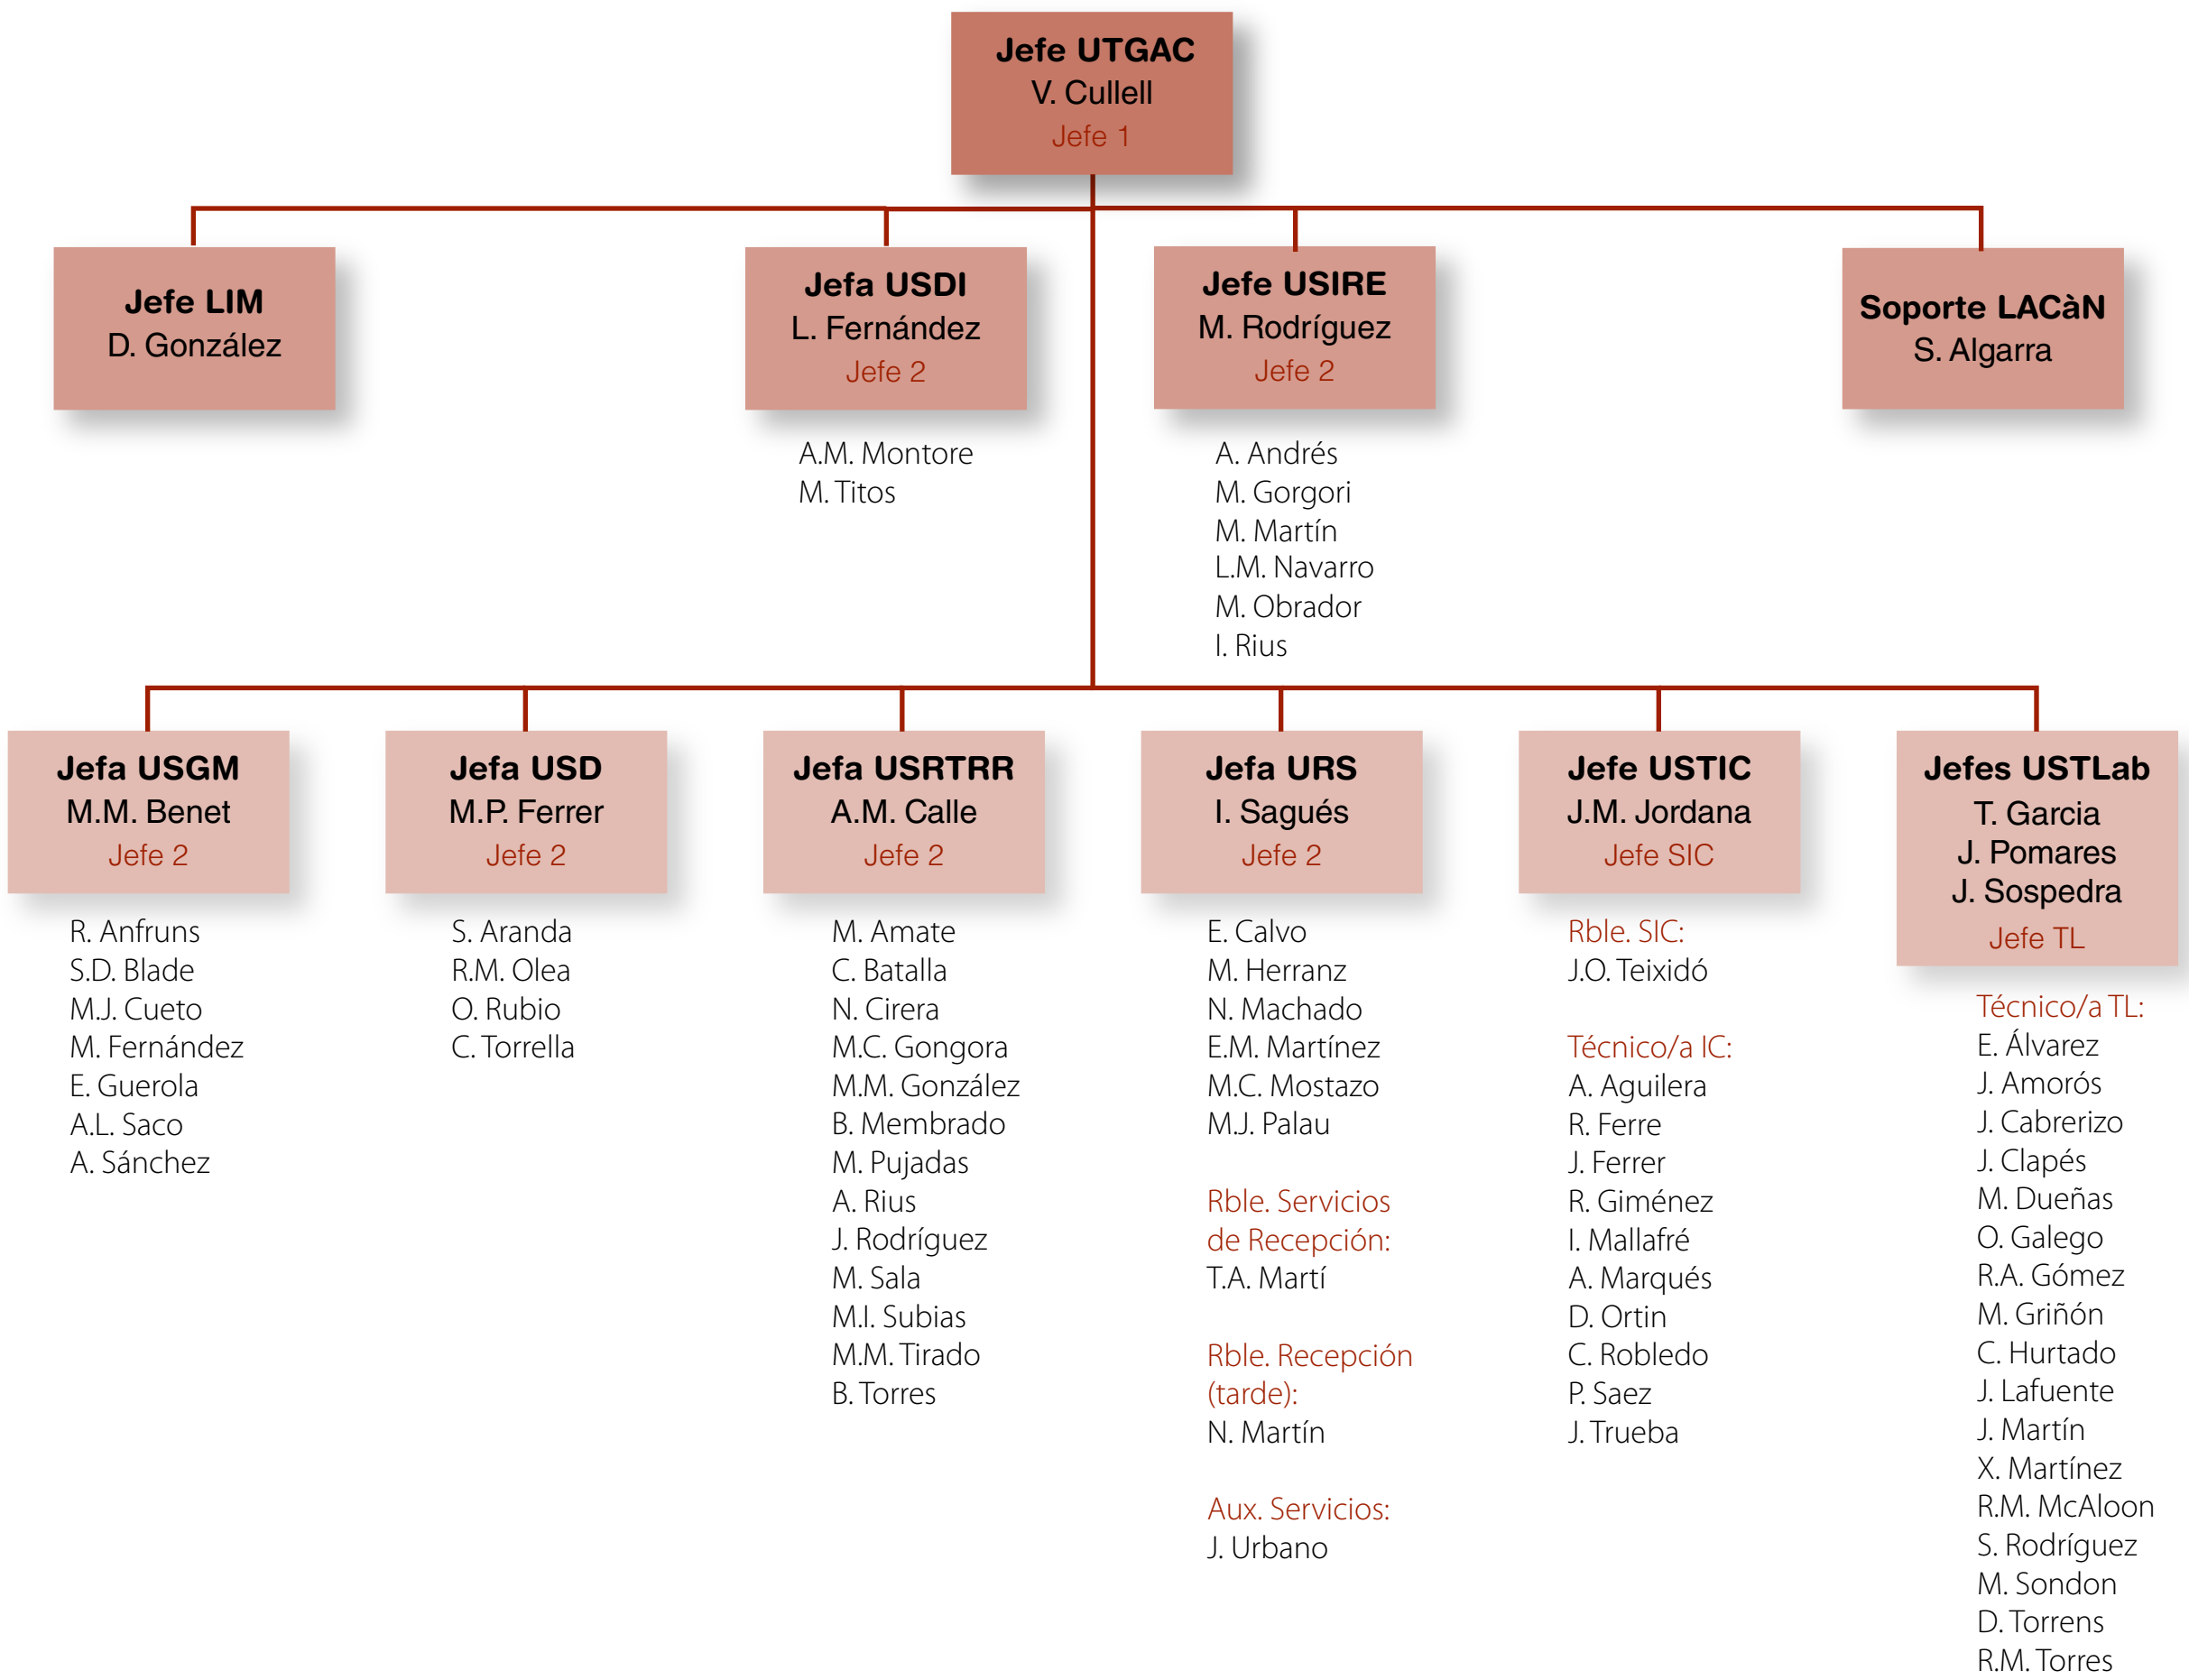 Jefe UTGAC
V. Cullell
Jefe 1
Jefe LIM
D. González
Jefa USDI
L. Fernández
Jefe 2
A.M. Montore
M. Titos
Jefe USIRE
M. Rodríguez
Jefe 2
A. Andrés
M. Gorgori
M. Martín
L.M. Navarro
M. Obrador
I. Rius
Soporte LACàN
S. Algarra
Jefa USGM
M.M. Benet
Jefe 2
R. Anfruns
S.D. Blade
M.J. Cueto
M. Fernández
E. Guerola
A.L. Saco
A. Sánchez
Jefa USD
M.P. Ferrer
Jefe 2
S. Aranda
R.M. Olea
O. Rubio
C. Torrella
Jefa USRTRR
A.M. Calle
Jefe 2
M. Amate
C. Batalla
N. Cirera
M.C. Gongora
M.M. González
B. Membrado
M. Pujadas
A. Rius
J. Rodríguez
M. Sala
M.I. Subias
M.M. Tirado
B. Torres
Jefa URS
I. Sagués
Jefe 2
E. Calvo
M. Herranz
N. Machado
E.M. Martínez
M.C. Mostazo
M.J. Palau
Rble. Servicios
de Recepción:
T.A. Martí
Rble. Recepción
(tarde):
N. Martín
Aux. Servicios:
J. Urbano
Jefe USTIC
J.M. Jordana
Jefe SIC
Rble. SIC:
J.O. Teixidó
Técnico/a IC:
A. Aguilera
R. Ferre
J. Ferrer
R. Giménez
I. Mallafré
A. Marqués
D. Ortin
C. Robledo
P. Saez
J. Trueba
Jefes USTLab
T. Garcia
J. Pomares
J. Sospedra
Jefe TL
Técnico/a TL:
E. Álvarez
J. Amorós
J. Cabrerizo
J. Clapés
M. Dueñas
O. Galego
R.A. Gómez
M. Griñón
C. Hurtado
J. Lafuente
J. Martín
X. Martínez
R.M. McAloon
S. Rodríguez
M. Sondon
D. Torrens
R.M. Torres